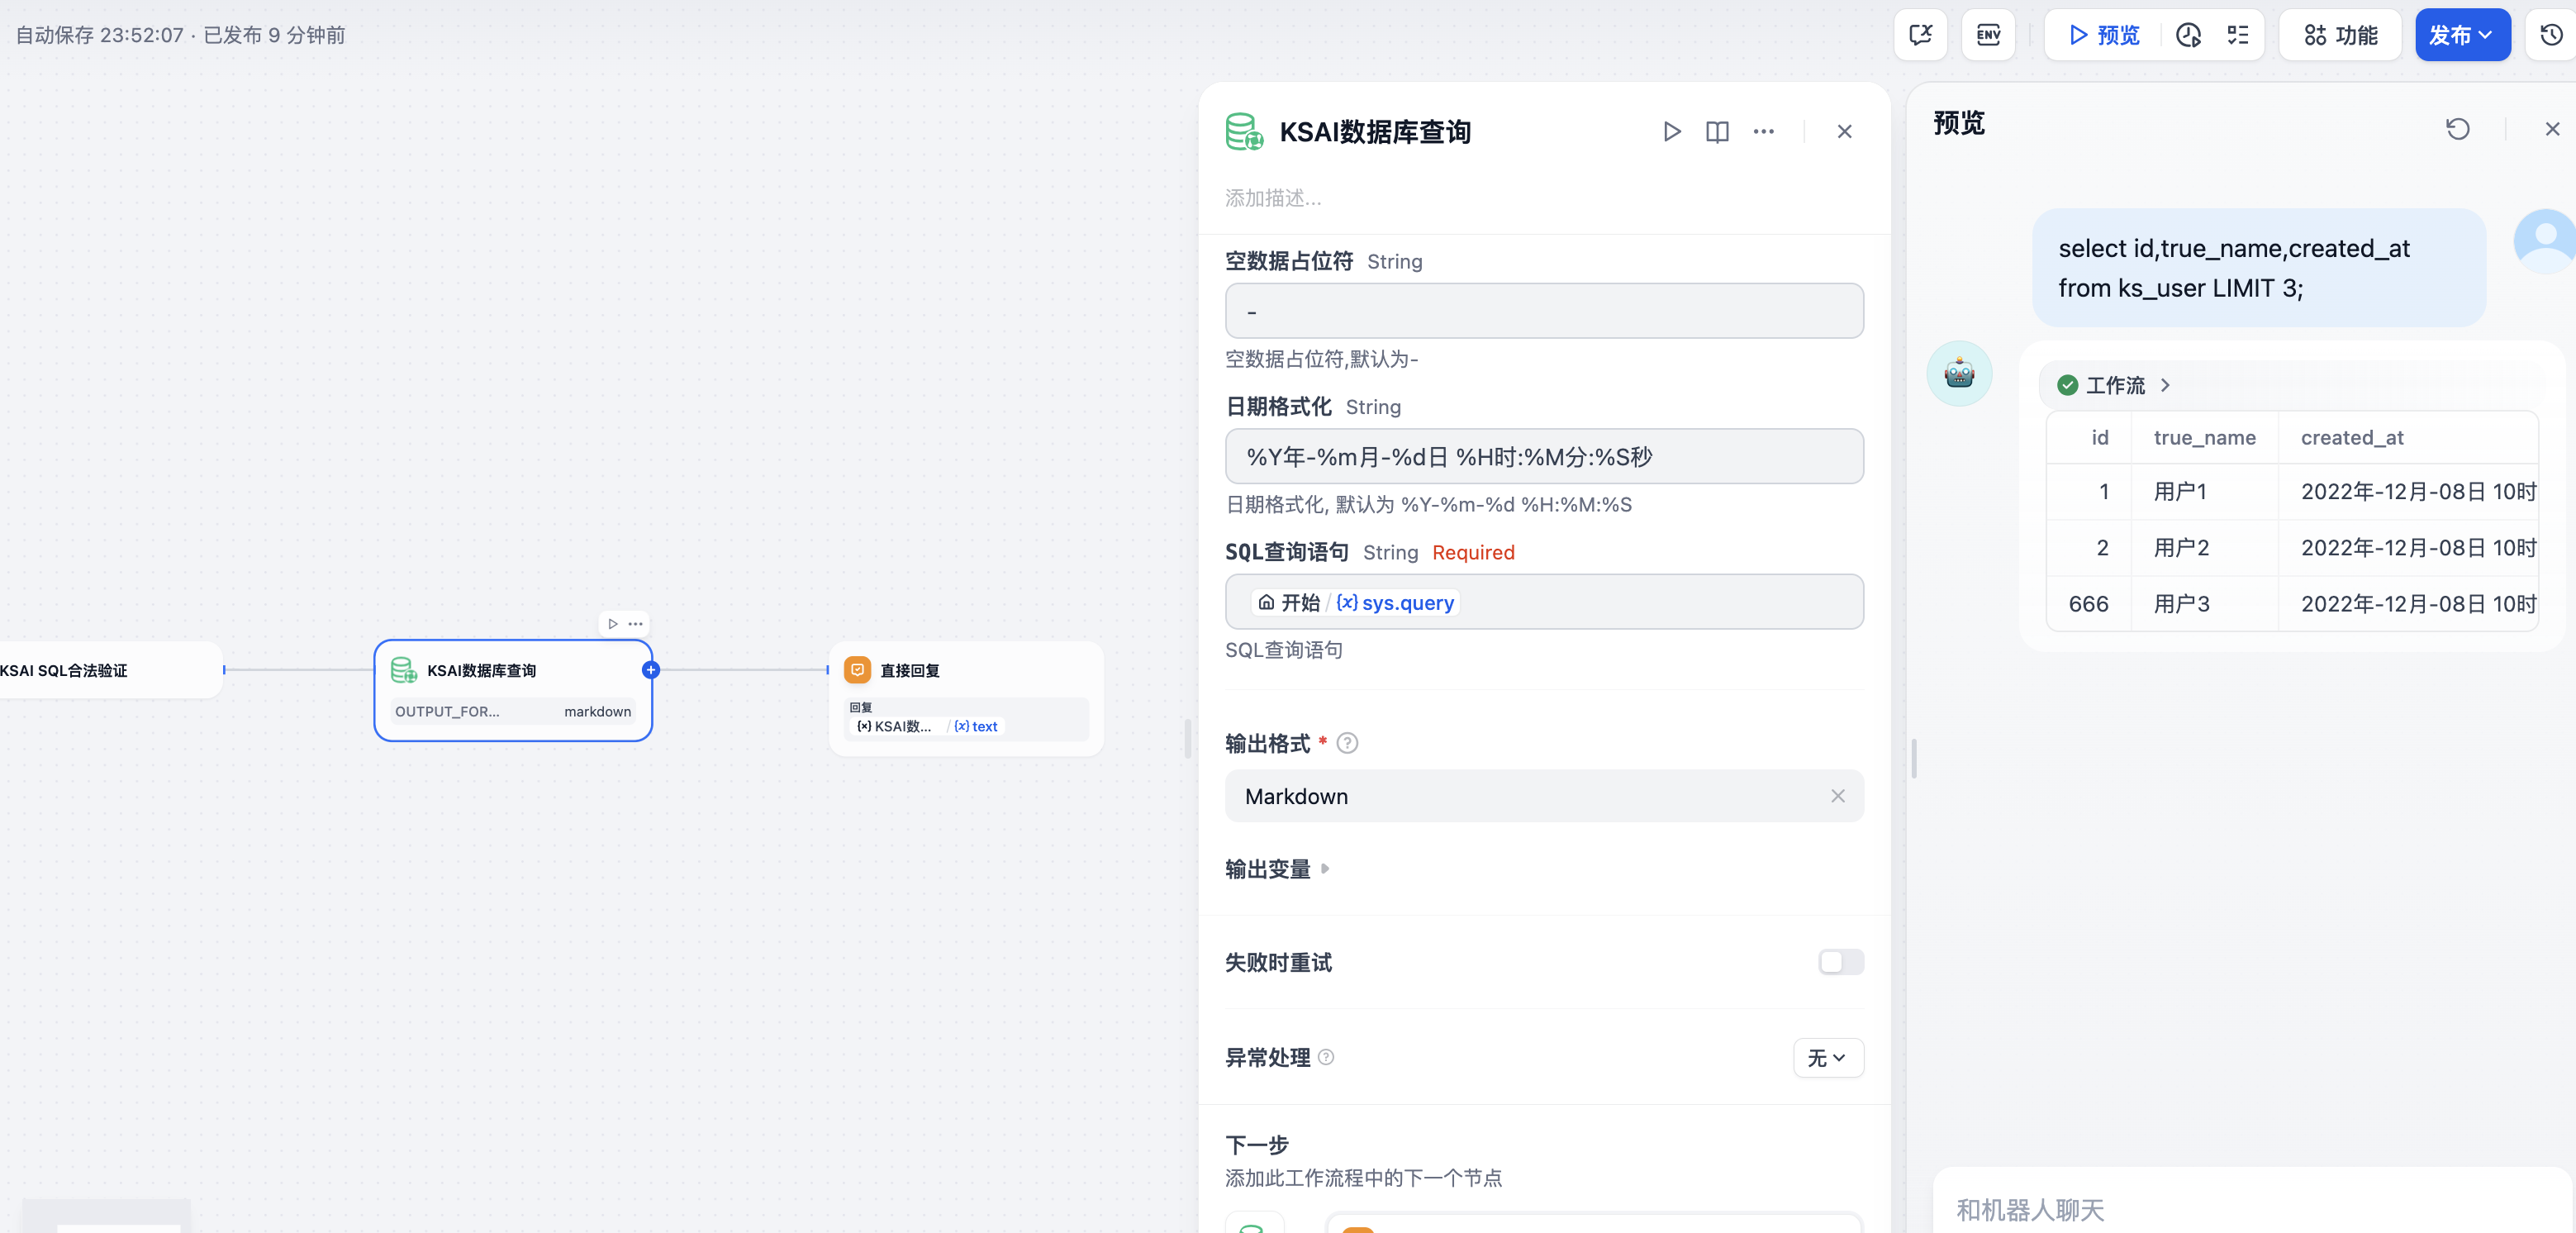 自动保存 23:52:07 · 已发布 9 分钟前
ENV
预览
功能
发布
KSAI SQL合法验证
KSAI数据库查询
OUTPUT_FOR... markdown
直接回复
回复
{x} KSAI数... / {x} text
KSAI数据库查询
添加描述...
空数据占位符 String
-
空数据占位符,默认为-
日期格式化 String
%Y年-%m月-%d日 %H时:%M分:%S秒
日期格式化, 默认为 %Y-%m-%d %H:%M:%S
SQL查询语句 String Required
开始 / {x} sys.query
SQL查询语句
输出格式 *
Markdown
输出变量
失败时重试
异常处理
无
下一步
添加此工作流程中的下一个节点
预览
select id,true_name,created_at
from ks_user LIMIT 3;
工作流
id true_name created_at
1 用户1 2022年-12月-08日 10时
2 用户2 2022年-12月-08日 10时
666 用户3 2022年-12月-08日 10时
和机器人聊天